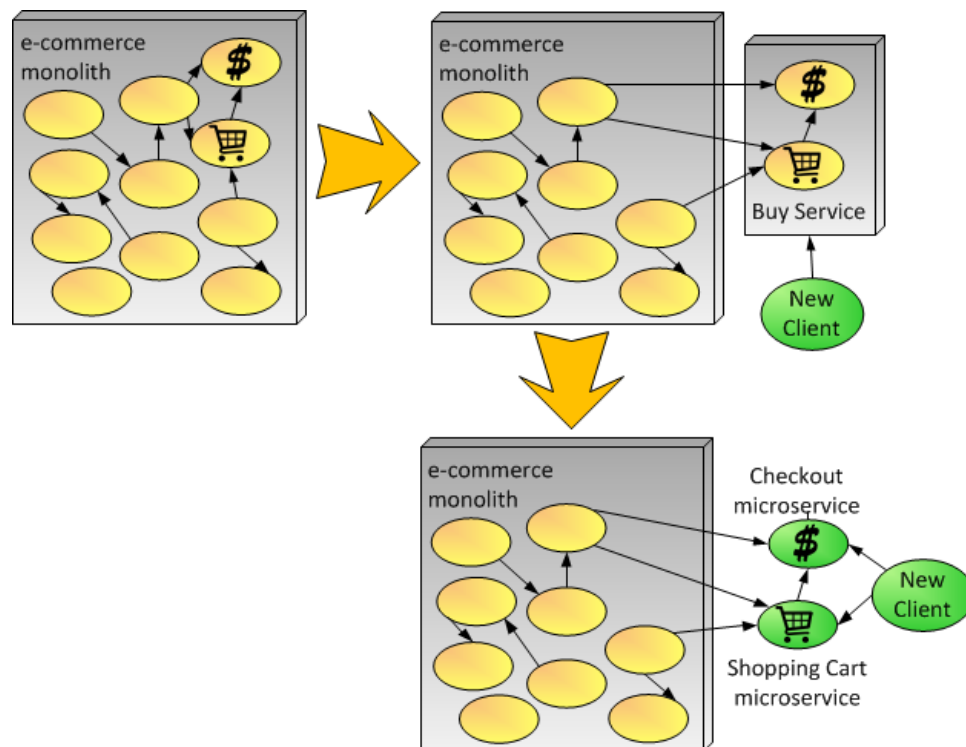 e-commerce
monolith
$
e-commerce
monolith
$
Buy Service
New
Client
e-commerce
monolith
Checkout
microservice
$
New
Client
Shopping Cart
microservice